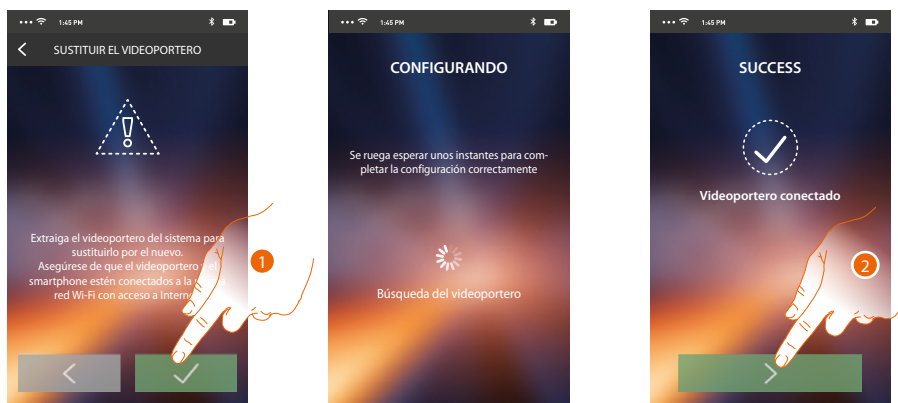 1:45 PM
SUSTITUIR EL VIDEOPORTERO
Extraiga el videoportero del sistema para
sustituirlo por el nuevo.
Asegúrese de que el videoportero
smartphone estén conectados a la
red Wi-Fi con acceso a
1
1:45 PM
CONFIGURANDO
Se ruega esperar unos instantes para com-
pletar la configuración correctamente
Búsqueda del videoportero
1:45 PM
SUCCESS
Videoportero conectado
2